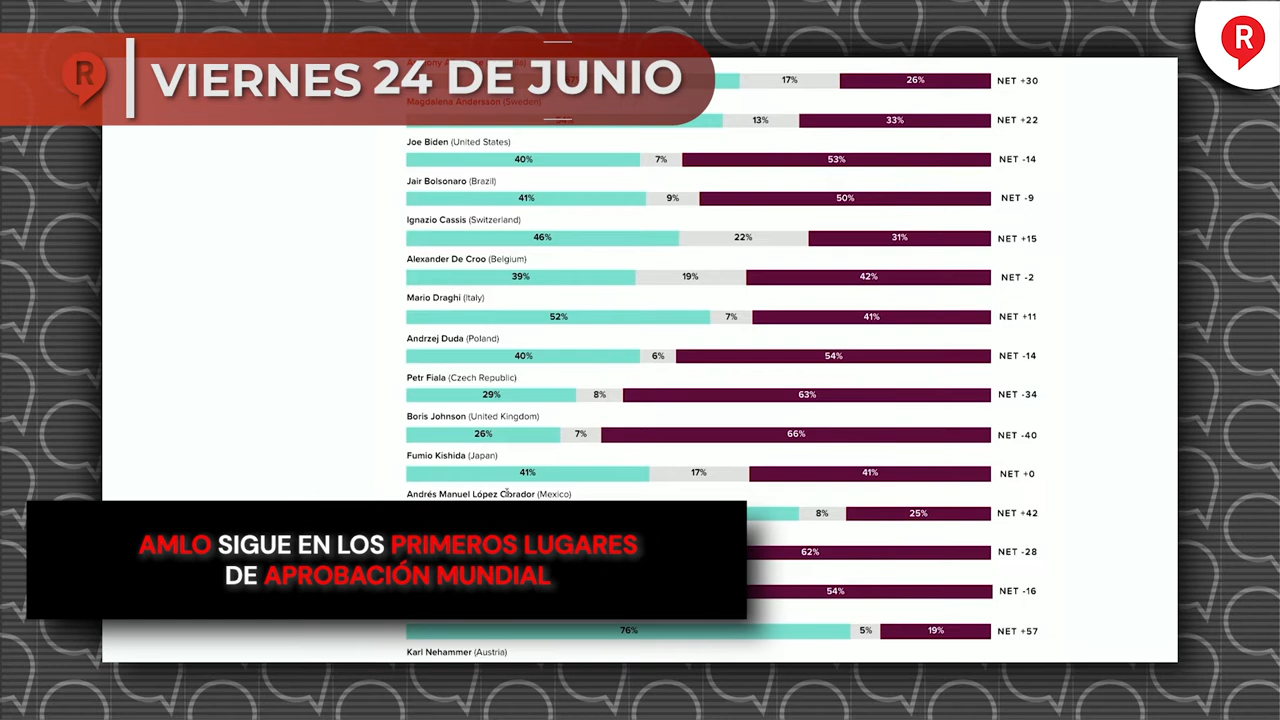 R
VIERNES 24 DE JUNIO
R
17% 26% NET +30
Magdalena Andersson (Sweden)
13% 33% NET +22
Joe Biden (United States)
40% 7% 53% NET -14
Jair Bolsonaro (Brazil)
41% 9% 50% NET -9
Ignazio Cassis (Switzerland)
46% 22% 31% NET +15
Alexander De Croo (Belgium)
39% 19% 42% NET -2
Mario Draghi (Italy)
52% 7% 41% NET +11
Andrzej Duda (Poland)
40% 6% 54% NET -14
Petr Fiala (Czech Republic)
29% 8% 63% NET -34
Boris Johnson (United Kingdom)
26% 7% 66% NET -40
Fumio Kishida (Japan)
41% 17% 41% NET +0
Andrés Manuel López Obrador (Mexico)
8% 25% NET +42
AMLO SIGUE EN LOS PRIMEROS LUGARES
DE APROBACIÓN MUNDIAL
62% NET -28
54% NET -16
76% 5% 19% NET +57
Karl Nehammer (Austria)